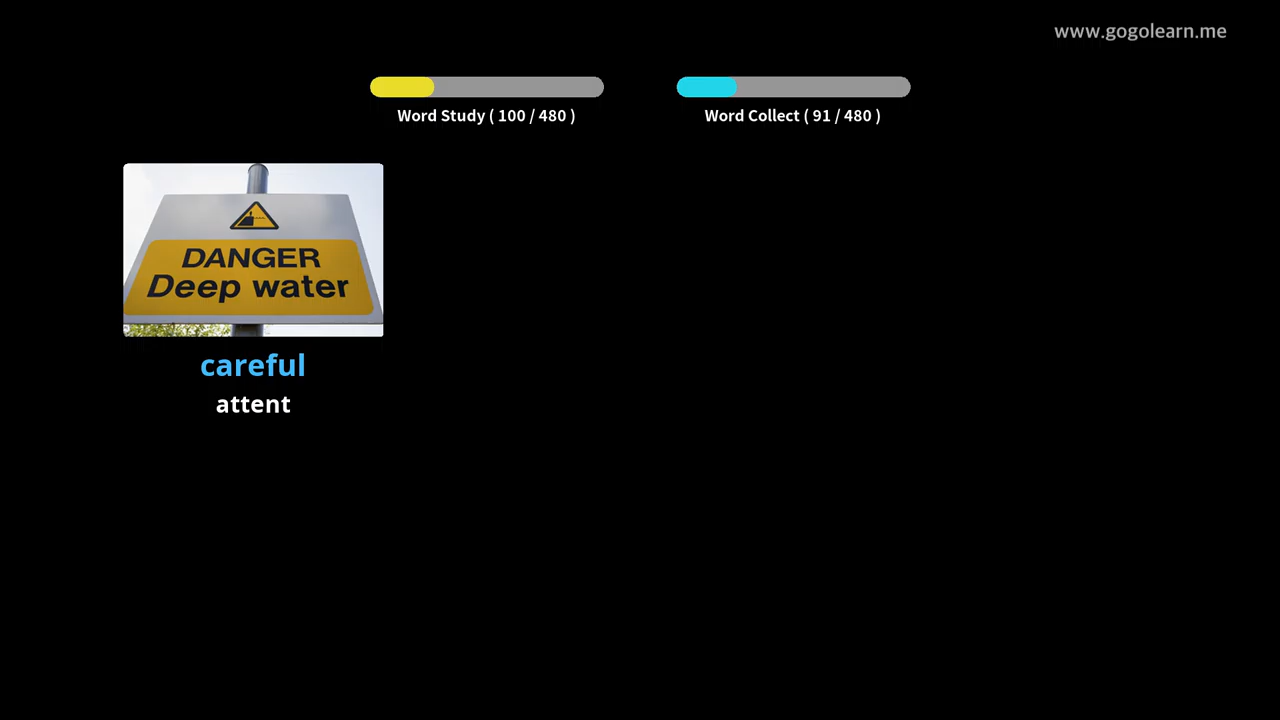 www.gogolearn.me
Word Study ( 100 / 480 )
Word Collect ( 91 / 480 )
DANGER
Deep water
careful
attent